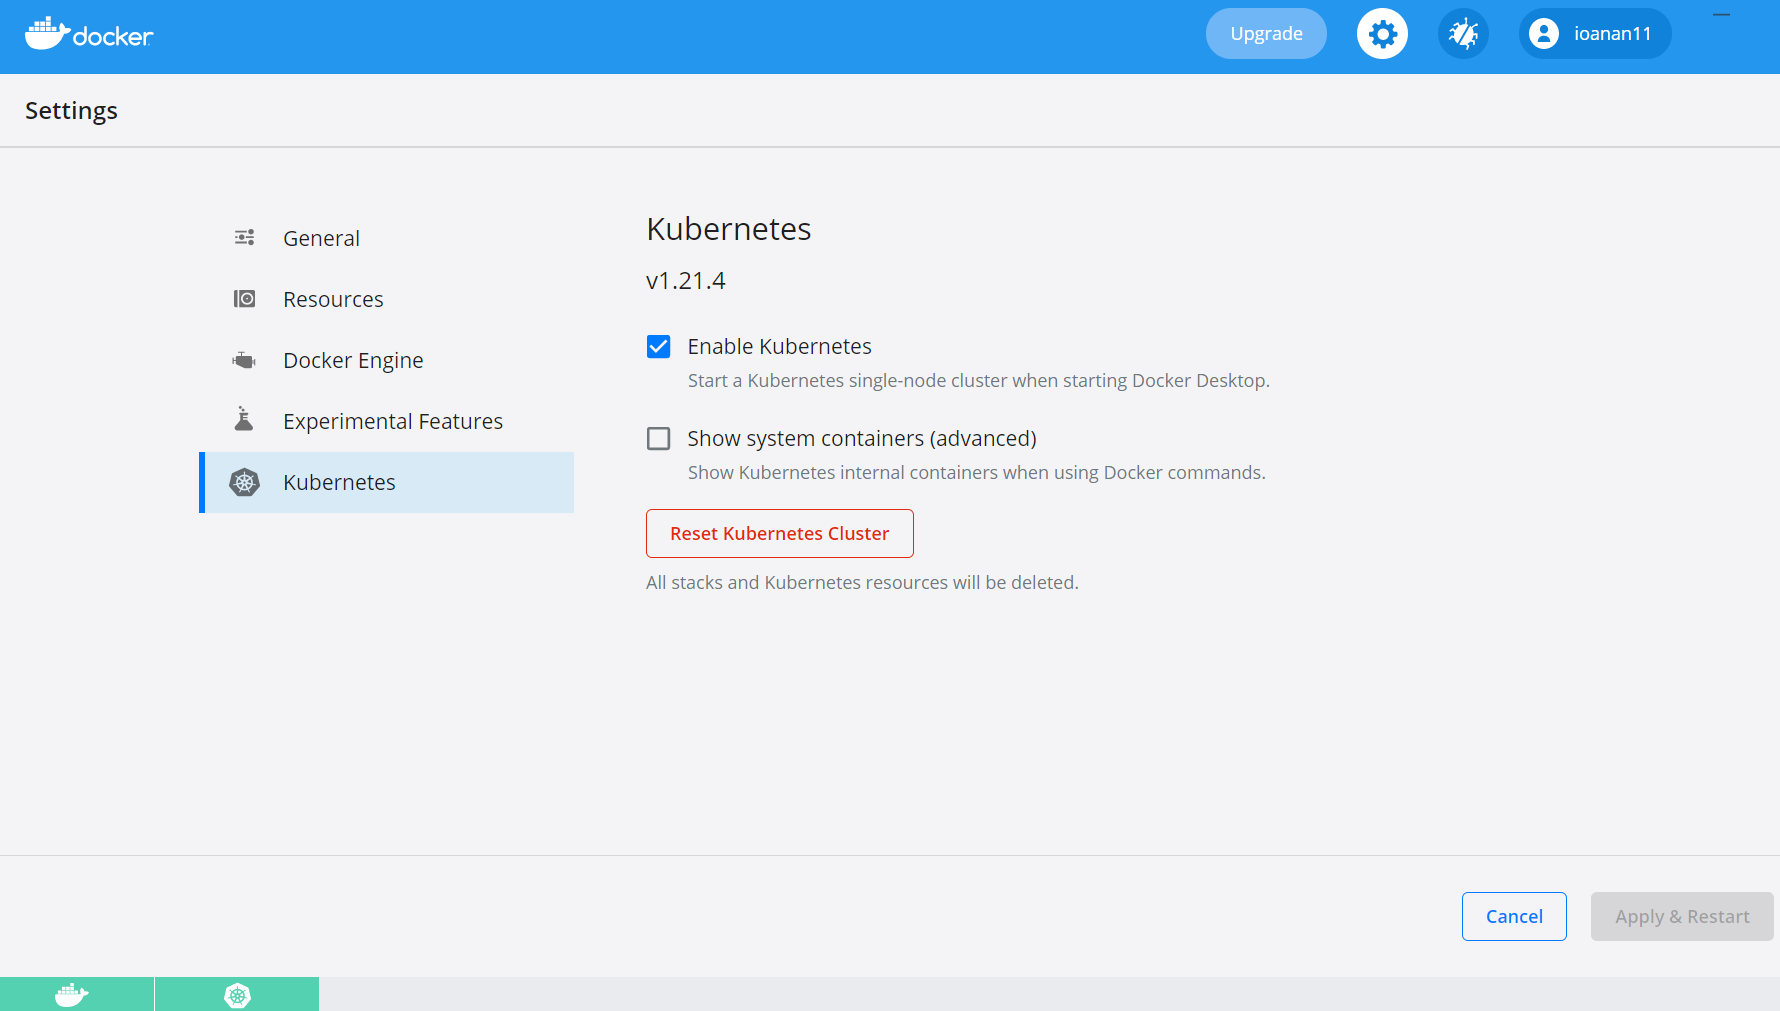 docker
Upgrade
ioanan11
Settings
General
Resources
Docker Engine
Experimental Features
Kubernetes
Kubernetes
v1.21.4
Enable Kubernetes
Start a Kubernetes single-node cluster when starting Docker Desktop.
Show system containers (advanced)
Show Kubernetes internal containers when using Docker commands.
Reset Kubernetes Cluster
All stacks and Kubernetes resources will be deleted.
Cancel
Apply & Restart